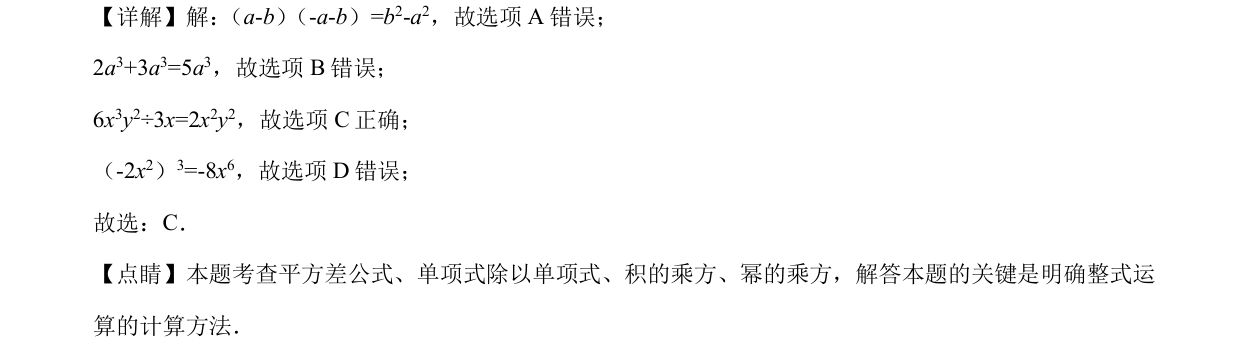 【详解】解：（a-b）（-a-b）=b²-a²，故选项 A 错误；
2a³+3a³=5a³，故选项 B 错误；
6x³y²÷3x=2x²y²，故选项 C 正确；
（-2x²）³=-8x⁶，故选项 D 错误；
故选：C．
【点睛】本题考查平方差公式、单项式除以单项式、积的乘方、幂的乘方，解答本题的关键是明确整式运
算的计算方法．